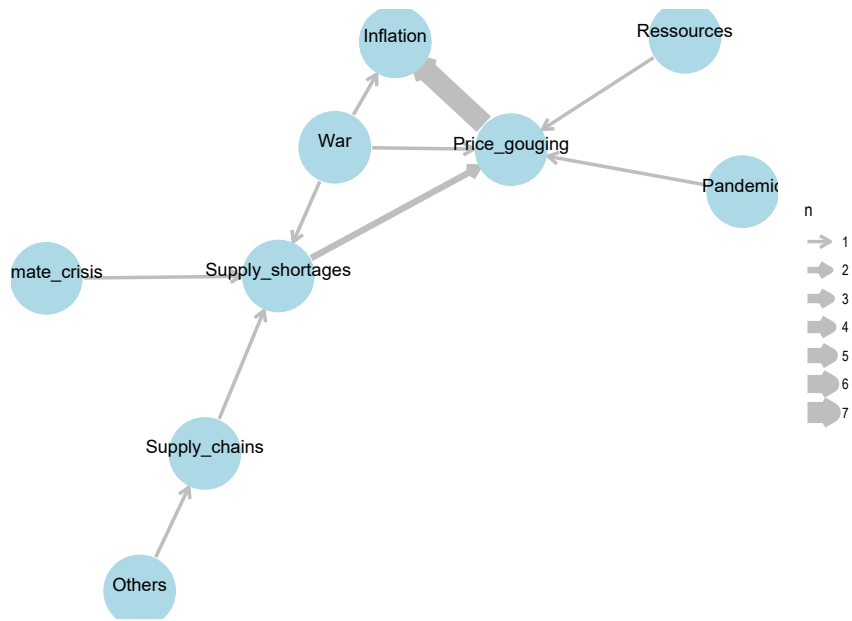 Inflation
Ressources
War
Price_gouging
Pandemic
mate_crisis
Supply_shortages
Supply_chains
Others
n
1
2
3
4
5
6
7